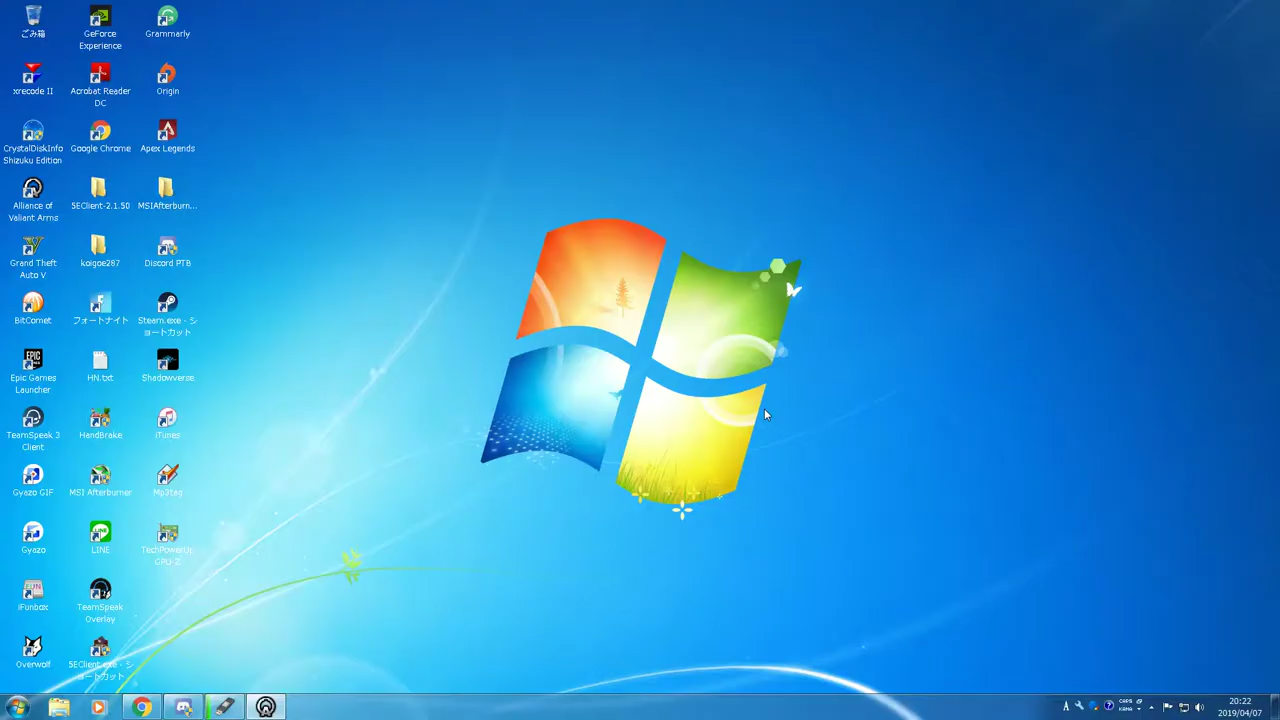 ごみ箱
GeForce
Experience
Grammarly
xrecode II
Acrobat Reader
DC
Origin
CrystalDiskInfo
Shizuku Edition
Google Chrome
Apex Legends
Alliance of
Valiant Arms
5EClient-2.1.50
MSIAfterburn...
Grand Theft
Auto V
koigoe287
Discord PTB
BitComet
フォートナイト
Steam.exe - シ
ョートカット
Epic Games
Launcher
HN.txt
Shadowverse
TeamSpeak 3
Client
HandBrake
iTunes
Gyazo GIF
MSI Afterburner
Mp3tag
Gyazo
LINE
TechPowerUp
GPU-Z
iFunbox
TeamSpeak
Overlay
Overwolf
5EClient.exe - シ
ョートカット
A
CAPS
KANA
20:22
2019/04/07